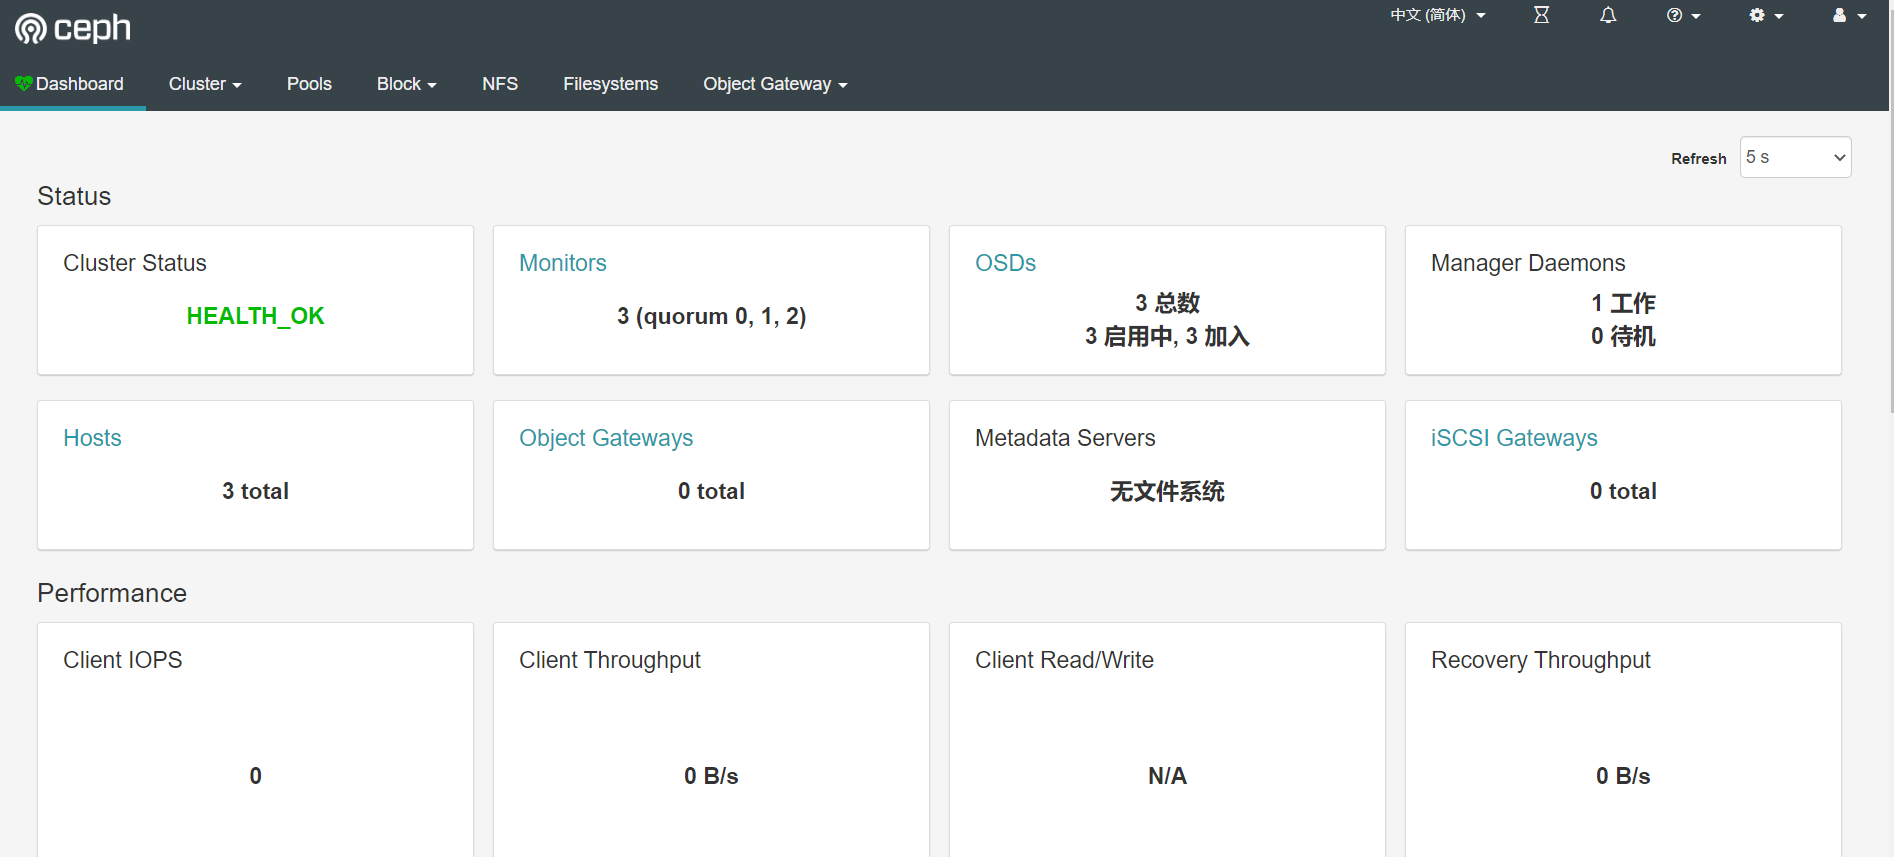 ceph
中文 (简体)
Dashboard
Cluster
Pools
Block
NFS
Filesystems
Object Gateway
Refresh
5 s
Status
Cluster Status
HEALTH_OK
Monitors
3 (quorum 0, 1, 2)
OSDs
3 总数
3 启用中, 3 加入
Manager Daemons
1 工作
0 待机
Hosts
3 total
Object Gateways
0 total
Metadata Servers
无文件系统
iSCSI Gateways
0 total
Performance
Client IOPS
0
Client Throughput
0 B/s
Client Read/Write
N/A
Recovery Throughput
0 B/s